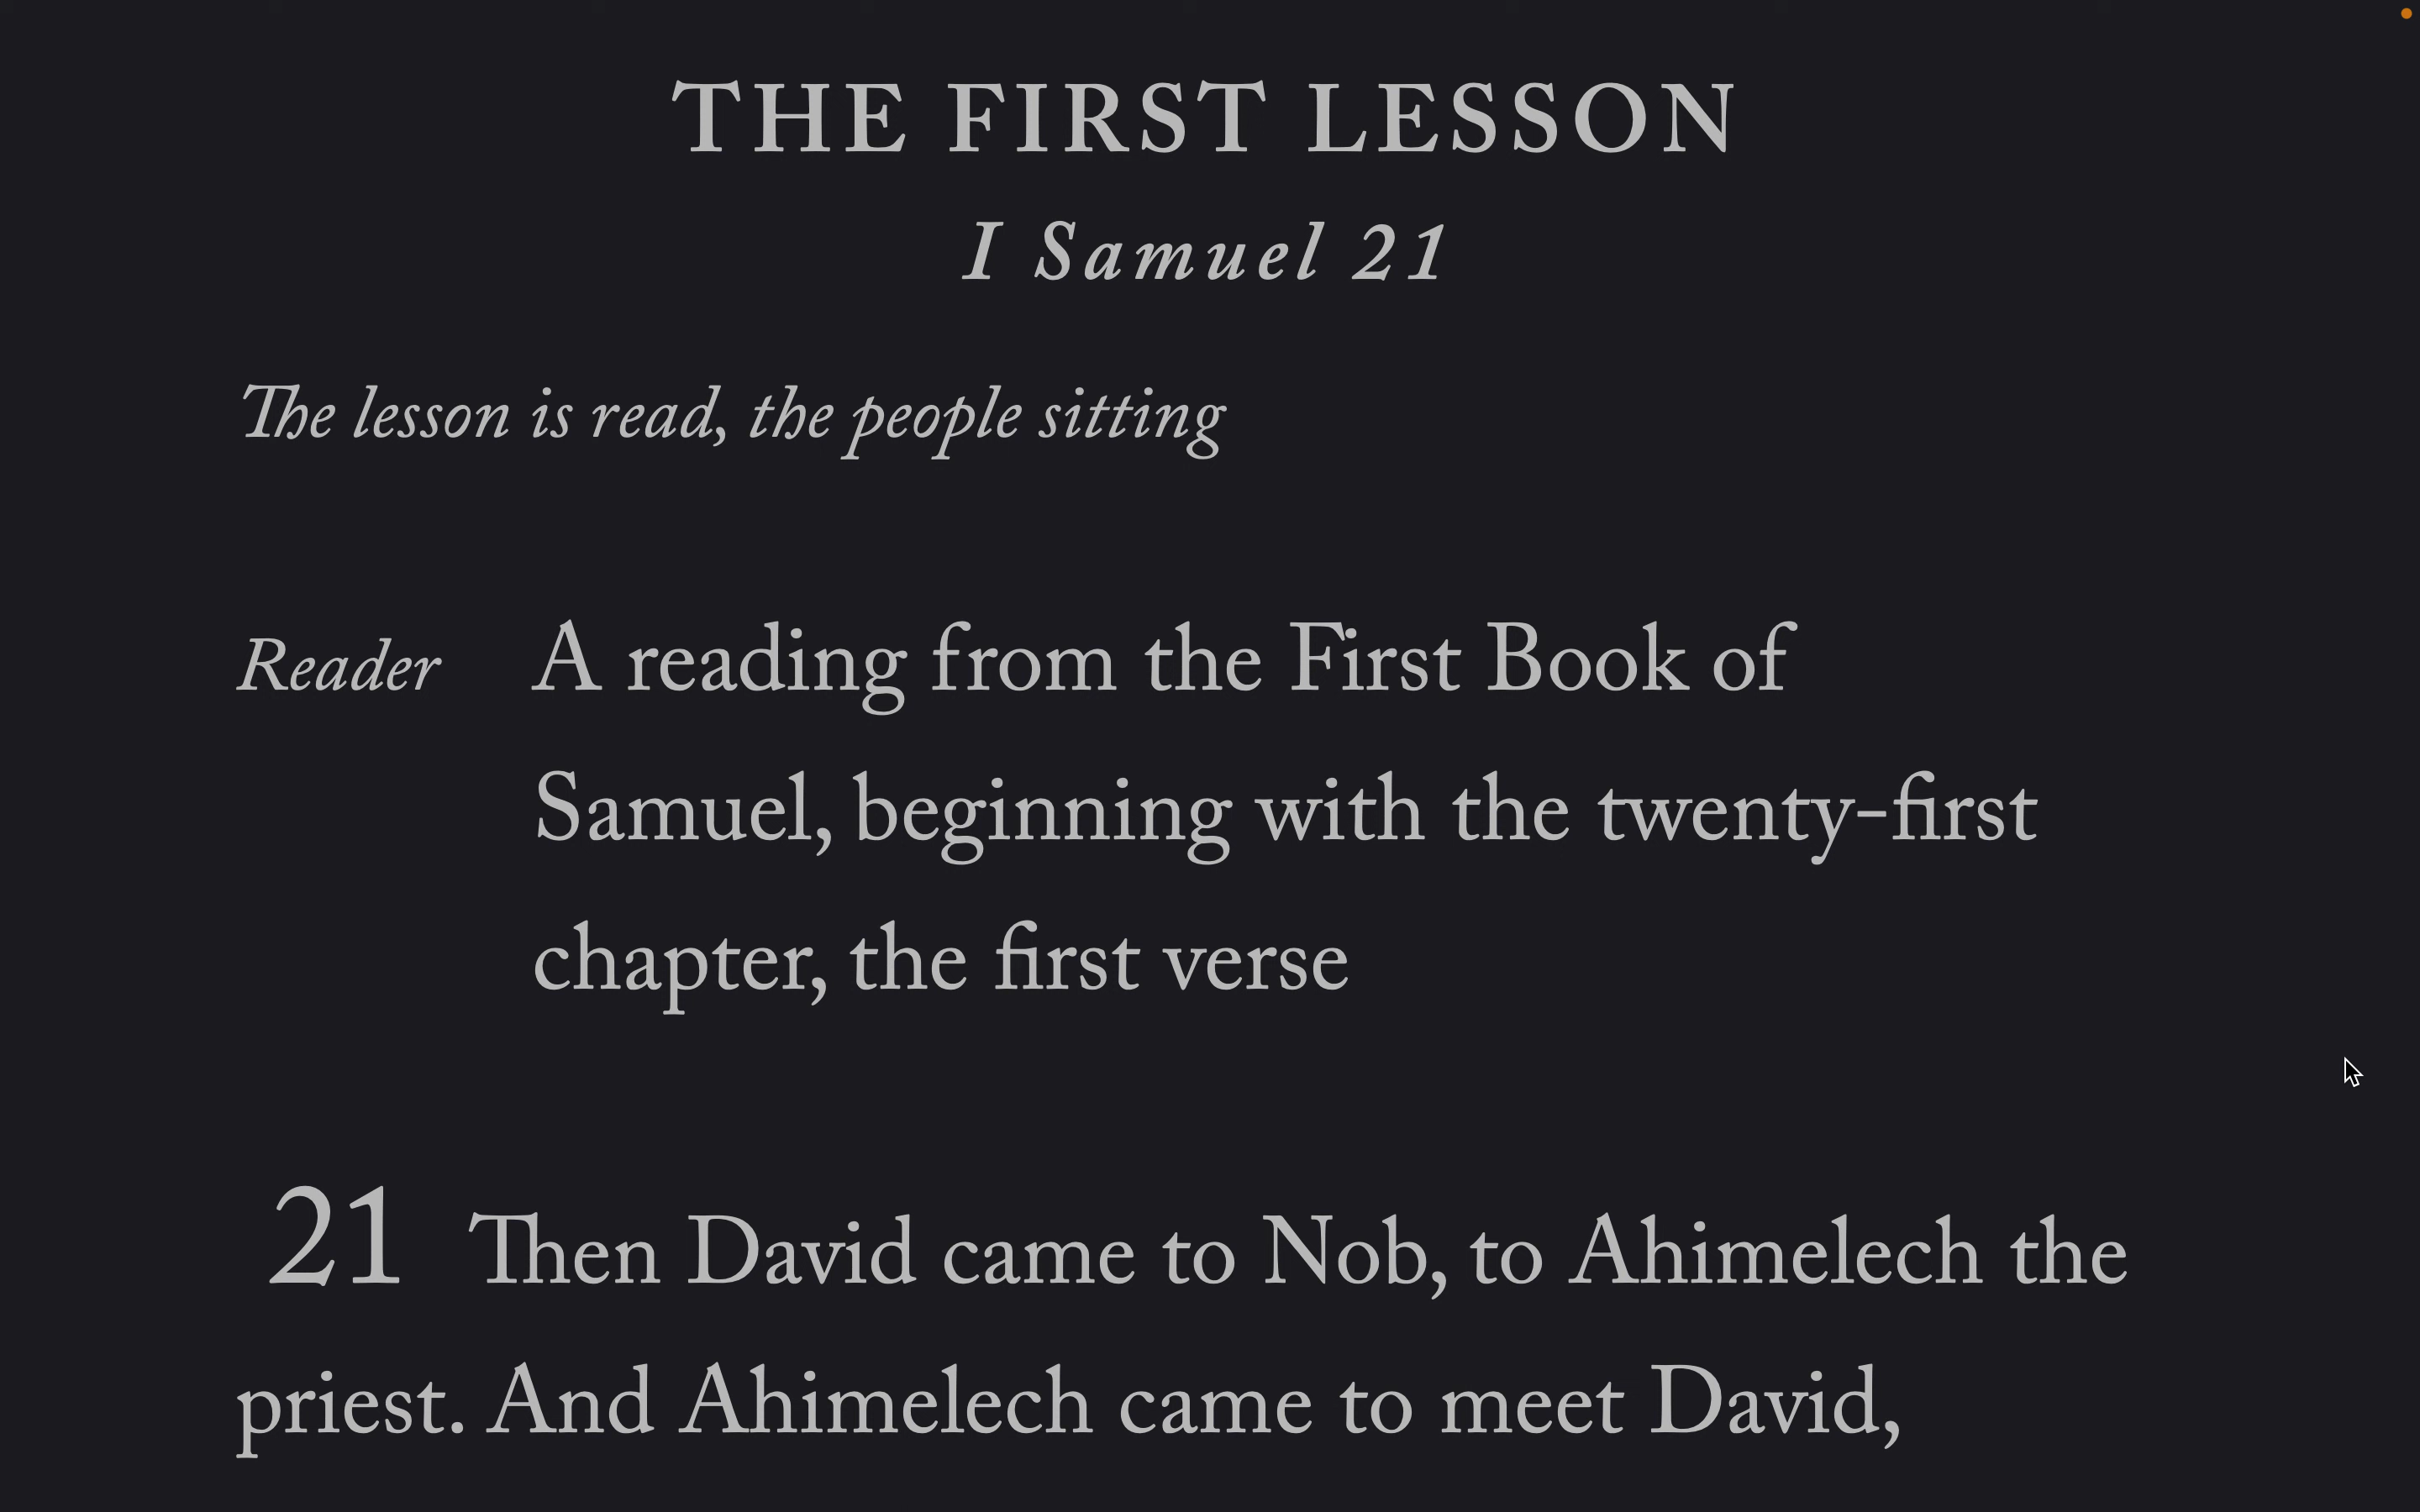 THE FIRST LESSON
I Samuel 21
The lesson is read, the people sitting
Reader A reading from the First Book of
Samuel, beginning with the twenty-first
chapter, the first verse
21 Then David came to Nob, to Ahimelech the
priest. And Ahimelech came to meet David,